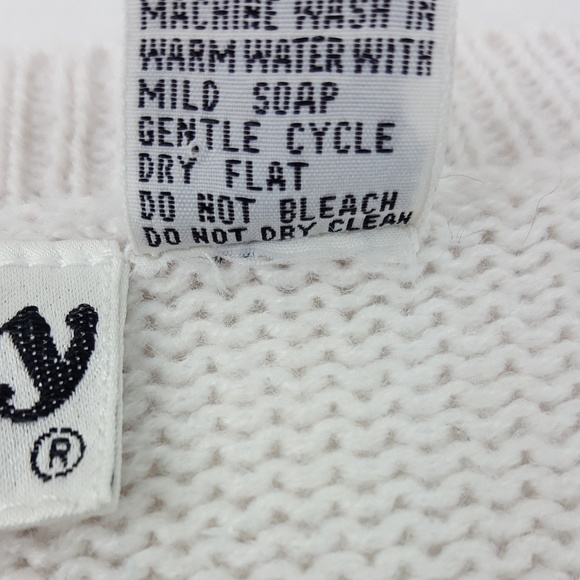 MACHINE WASH IN
WARM WATER WITH
MILD SOAP
GENTLE CYCLE
DRY FLAT
DO NOT BLEACH
DO NOT DRY CLEAN
y
®